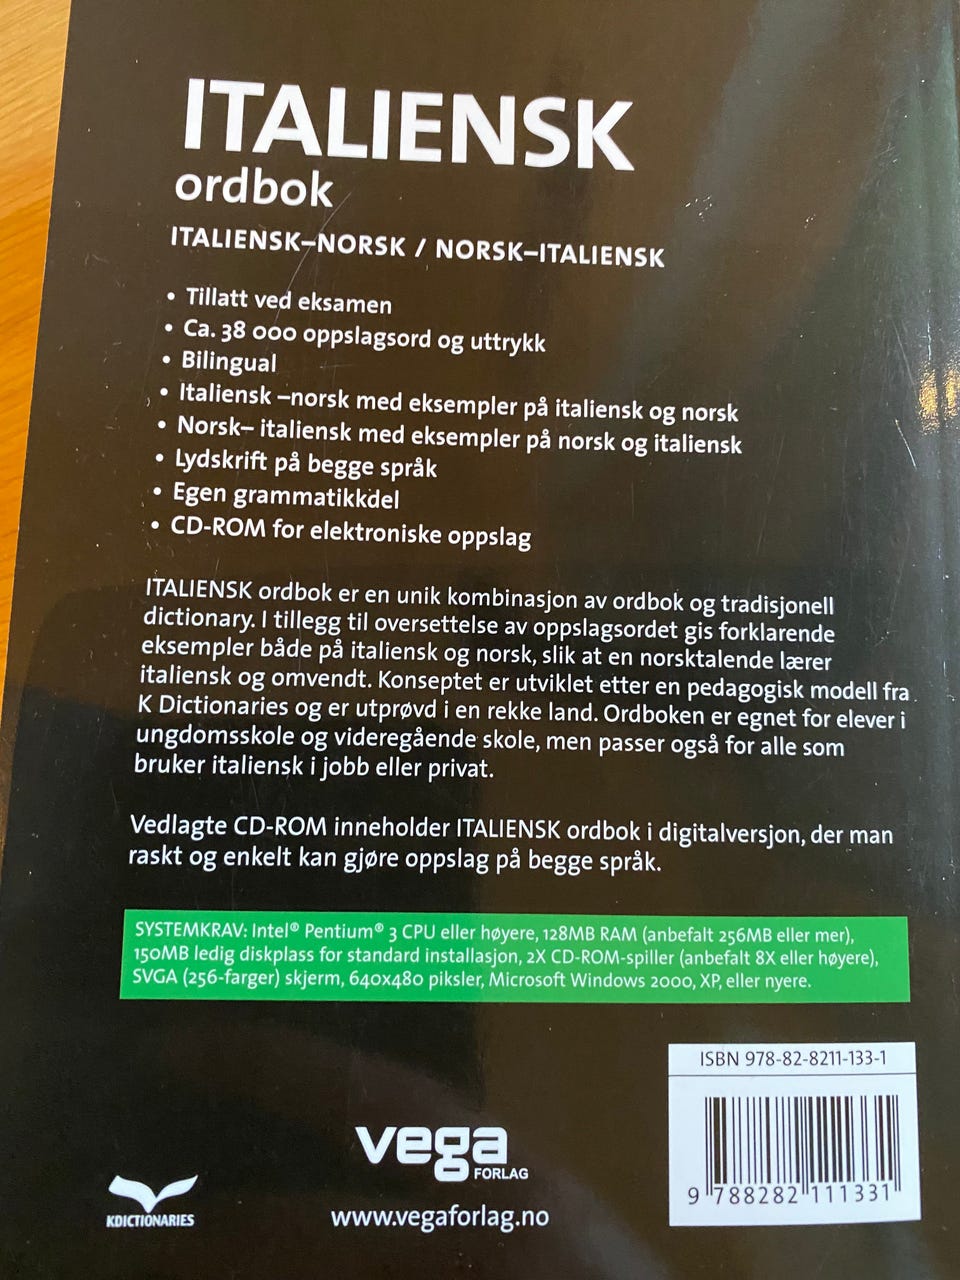 ITALIENSK
ordbok
ITALIENSK–NORSK / NORSK–ITALIENSK
• Tillatt ved eksamen
• Ca. 38 000 oppslagsord og uttrykk
• Bilingual
• Italiensk –norsk med eksempler på italiensk og norsk
• Norsk– italiensk med eksempler på norsk og italiensk
• Lydskrift på begge språk
• Egen grammatikkdel
• CD-ROM for elektroniske oppslag
ITALIENSK ordbok er en unik kombinasjon av ordbok og tradisjonell
dictionary. I tillegg til oversettelse av oppslagsordet gis forklarende
eksempler både på italiensk og norsk, slik at en norsktalende lærer
italiensk og omvendt. Konseptet er utviklet etter en pedagogisk modell fra
K Dictionaries og er utprøvd i en rekke land. Ordboken er egnet for elever i
ungdomsskole og videregående skole, men passer også for alle som
bruker italiensk i jobb eller privat.
Vedlagte CD-ROM inneholder ITALIENSK ordbok i digitalversjon, der man
raskt og enkelt kan gjøre oppslag på begge språk.
SYSTEMKRAV: Intel® Pentium® 3 CPU eller høyere, 128MB RAM (anbefalt 256MB eller mer),
150MB ledig diskplass for standard installasjon, 2X CD-ROM-spiller (anbefalt 8X eller høyere),
SVGA (256-farger) skjerm, 640x480 piksler, Microsoft Windows 2000, XP, eller nyere.
ISBN 978-82-8211-133-1
9 788282 111331
vega
FORLAG
www.vegaforlag.no
KDICTIONARIES